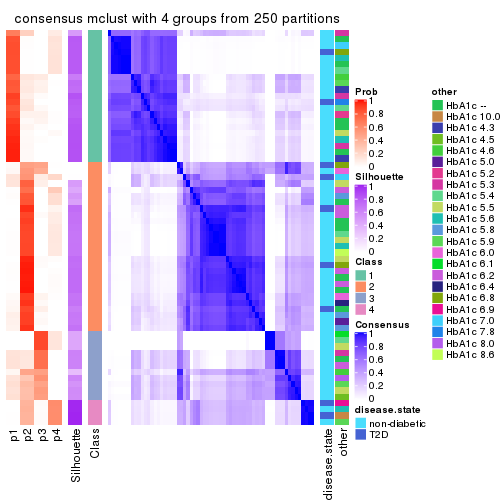 consensus mclust with 4 groups from 250 partitions
Prob
1
0.8
0.6
0.4
0.2
0
Silhouette
1
0.8
0.6
0.4
0.2
0
Class
1
2
3
4
Consensus
1
0.8
0.6
0.4
0.2
0
disease.state
non-diabetic
T2D
other
HbA1c --
HbA1c 10.0
HbA1c 4.3
HbA1c 4.5
HbA1c 4.6
HbA1c 5.0
HbA1c 5.2
HbA1c 5.3
HbA1c 5.4
HbA1c 5.5
HbA1c 5.6
HbA1c 5.8
HbA1c 5.9
HbA1c 6.0
HbA1c 6.1
HbA1c 6.2
HbA1c 6.4
HbA1c 6.8
HbA1c 6.9
HbA1c 7.0
HbA1c 7.8
HbA1c 8.0
HbA1c 8.6
p1
p2
p3
p4
Silhouette
Class
disease.state
other